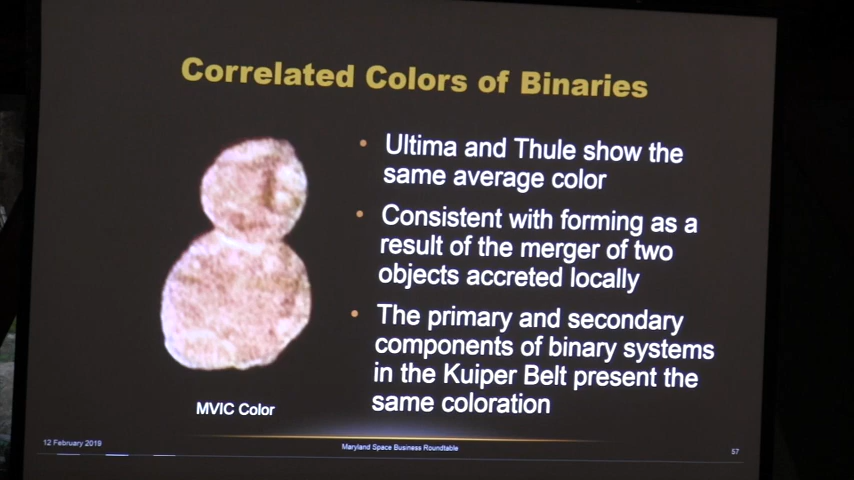 Correlated Colors of Binaries
• Ultima and Thule show the
same average color
• Consistent with forming as a
result of the merger of two
objects accreted locally
• The primary and secondary
components of binary systems
in the Kuiper Belt present the
same coloration
MVIC Color
12 February 2019
Maryland Space Business Roundtable
57